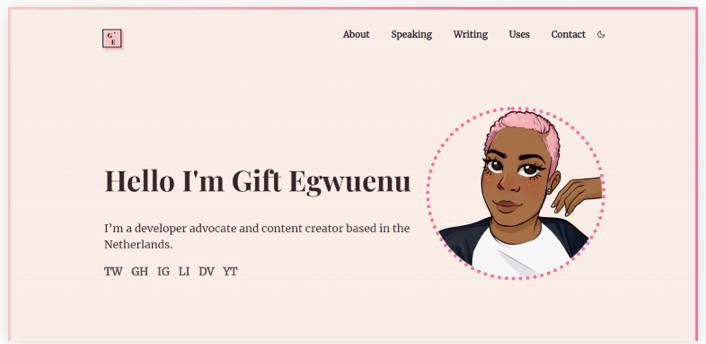 G'
E
About Speaking Writing Uses Contact
Hello I'm Gift Egwuenu
I'm a developer advocate and content creator based in the
Netherlands.
TW GH IG LI DV YT